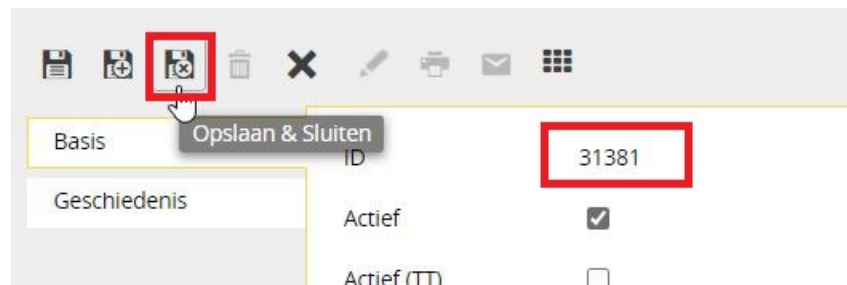 Opslaan & Sluiten
Basis
ID 31381
Geschiedenis
Actief
Actief (TT)